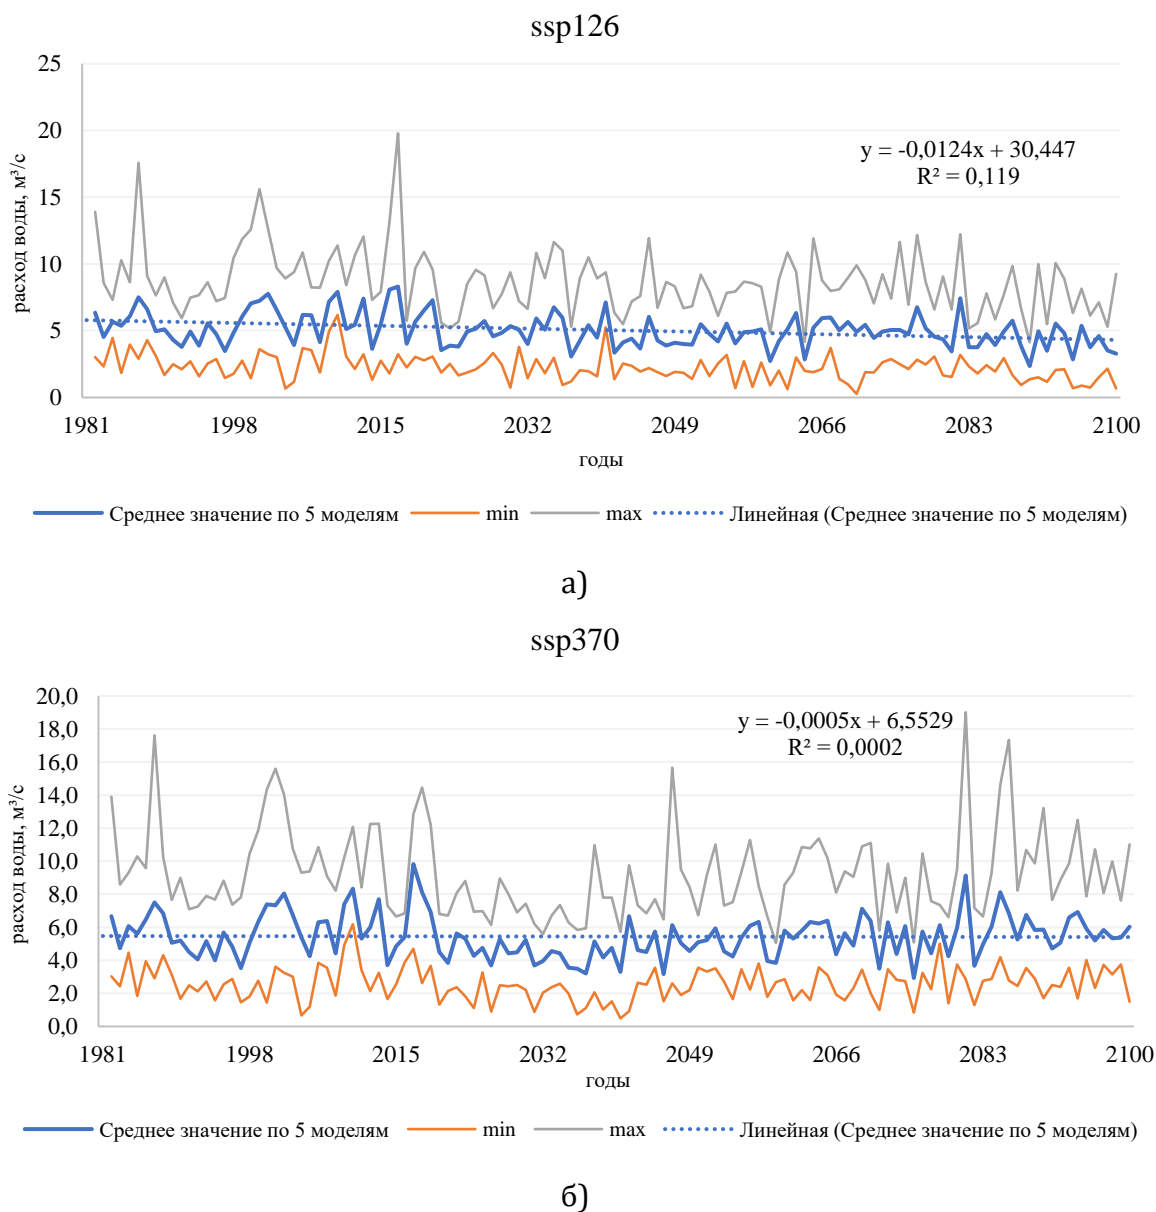 ssp126
25
20
15
10
5
0
расход воды, м³/с
y = -0,0124x + 30,447
R² = 0,119
1981 1998 2015 2032 2049 2066 2083 2100
годы
Среднее значение по 5 моделям min max Линейная (Среднее значение по 5 моделям)
а)
ssp370
20,0
18,0
16,0
14,0
12,0
10,0
8,0
6,0
4,0
2,0
0,0
расход воды, м³/с
y = -0,0005x + 6,5529
R² = 0,0002
1981 1998 2015 2032 2049 2066 2083 2100
годы
Среднее значение по 5 моделям min max Линейная (Среднее значение по 5 моделям)
б)